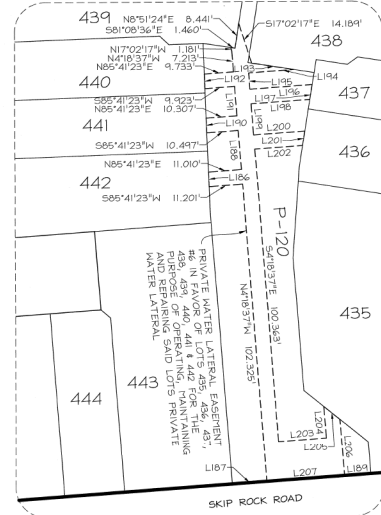 439
N8°51'24"E 8.441'
S81°08'36"E 1.460'
S17°02'17"E 14.189'
438
N17°02'17"W 1.181'
N4°18'37"W 7.213'
N85°41'23"E 9.733'
L193
L194
440
L192
L195
437
S85°41'23"W 9.923'
N85°41'23"E 10.307'
L191
L196
L197
L198
441
L190
L199
L200
S85°41'23"W 10.497'
L201
L202
436
N85°41'23"E 11.010'
L188
442
L186
S85°41'23"W 11.201'
P-120
S4°18'37"E 100.363'
N4°18'37"W 102.325'
PRIVATE WATER LATERAL EASEMENT
#6 IN FAVOR OF LOTS 435, 436, 437,
438, 439, 440, 441 & 442 FOR THE
PURPOSE OF OPERATING, MAINTAINING
AND REPAIRING SAID LOTS PRIVATE
WATER LATERAL
435
443
444
L203
L204
L205
L206
L187
L207
L189
SKIP ROCK ROAD